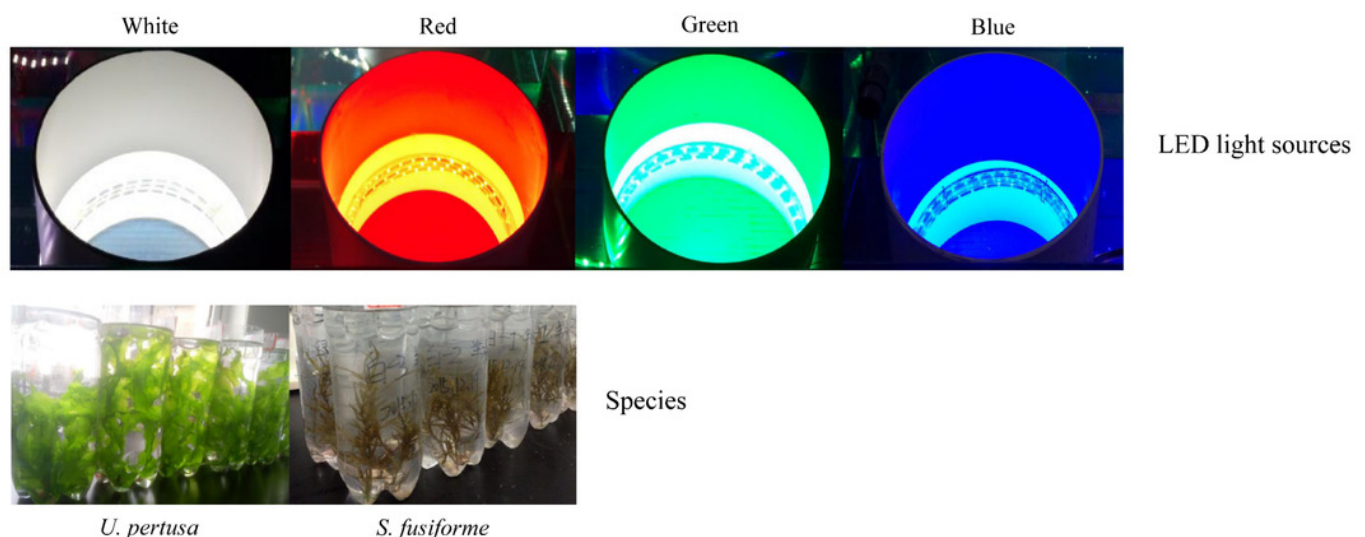 White
Red
Green
Blue
LED light sources
Species
U. pertusa
S. fusiforme